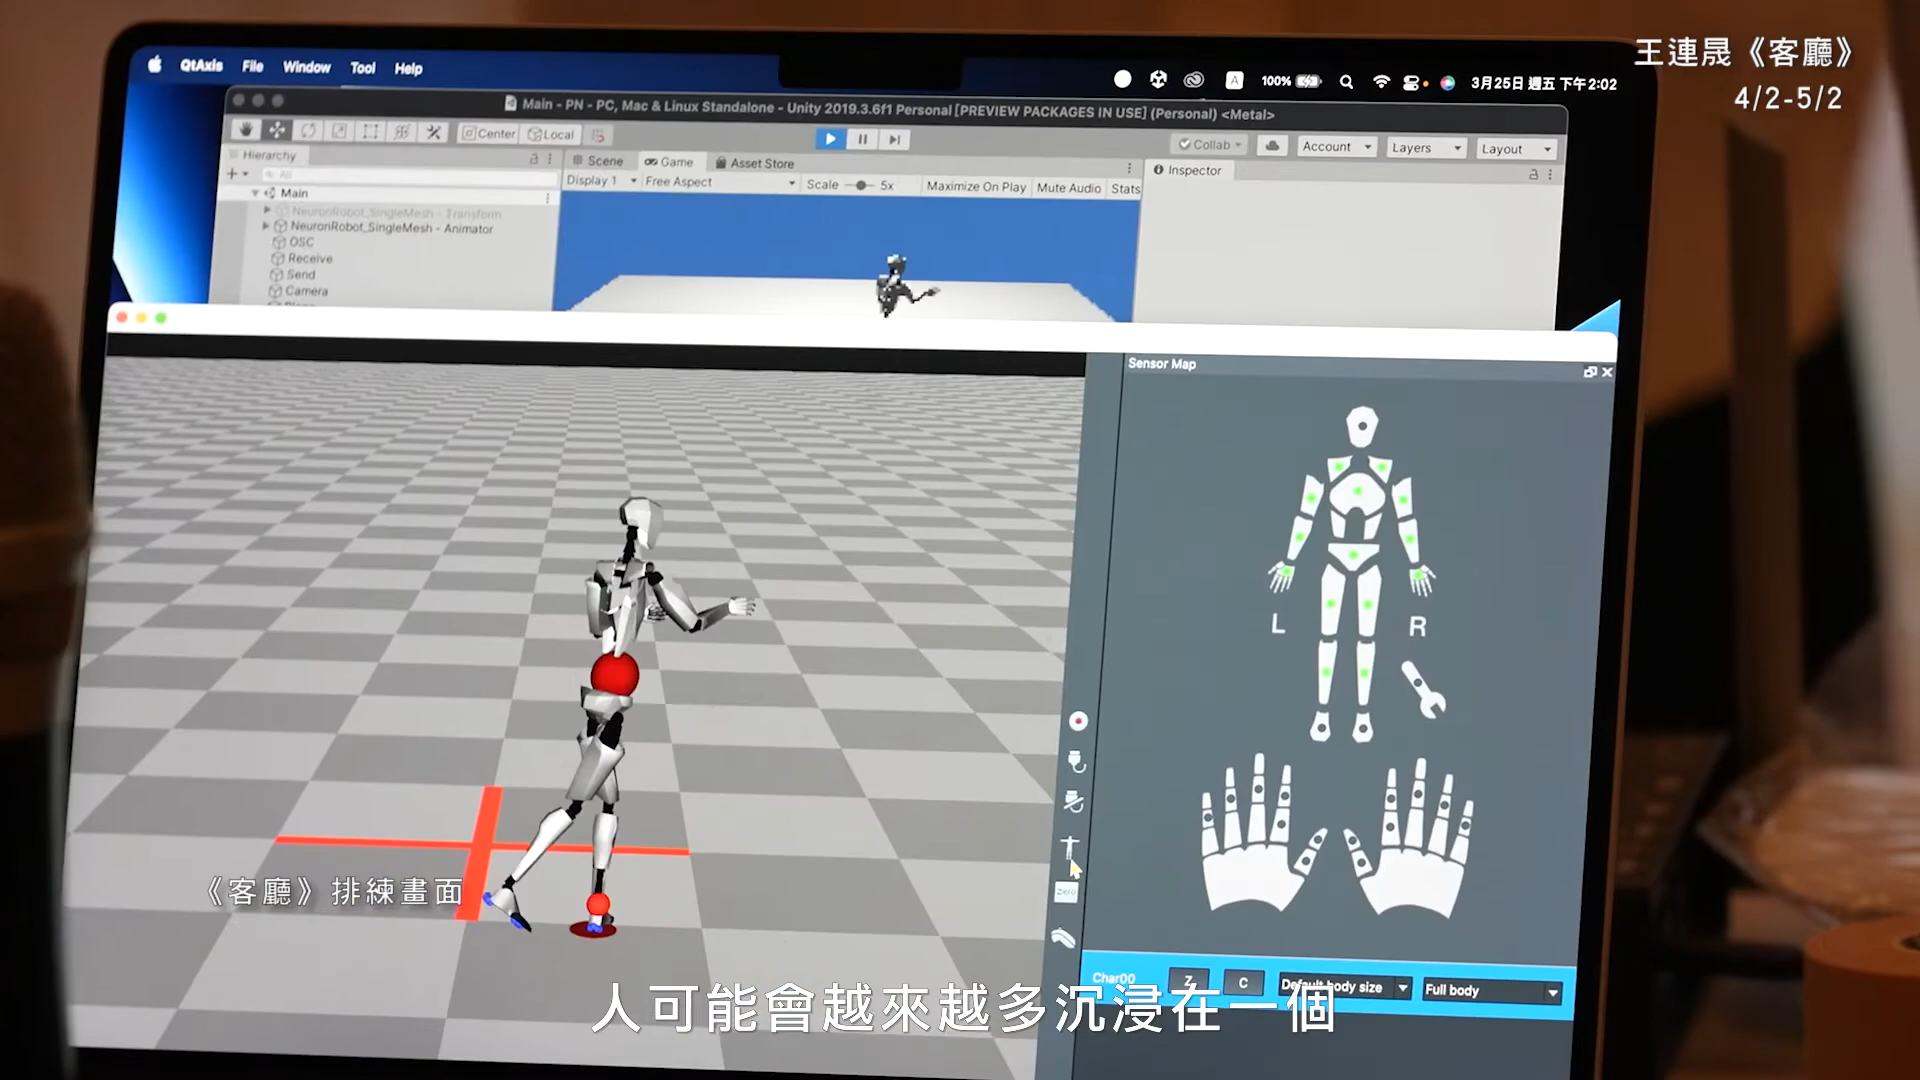 王連晟《客廳》
4/2-5/2
QtAxis File Window Tool Help
A 100% 3月25日 週五 下午2:02
Main - PN - PC, Mac & Linux Standalone - Unity 2019.3.6f1 Personal [PREVIEW PACKAGES IN USE] (Personal) <Metal>
Center Local
Collab Account Layers Layout
Hierarchy
All
Main
NeuronRobot_SingleMesh - Transform
NeuronRobot_SingleMesh - Animator
OSC
Receive
Send
Camera
Scene Game Asset Store
Display 1 Free Aspect Scale 5x Maximize On Play Mute Audio Stats
Inspector
Sensor Map
L R
Zero
Char00 Z C Default body size Full body
《客廳》排練畫面
人可能會越來越多沉浸在一個